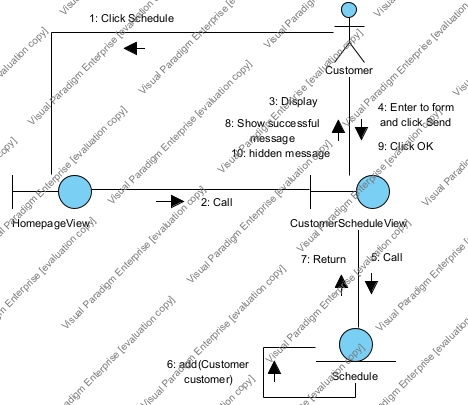 1: Click Schedule
Customer
3: Display
8: Show successful
message
10: hidden message
4: Enter to form
and click Send
9: Click OK
HomepageView
2: Call
CustomerScheduleView
7: Return
5: Call
6: add(Customer
customer)
Schedule
Visual Paradigm Enterprise [evaluation copy]